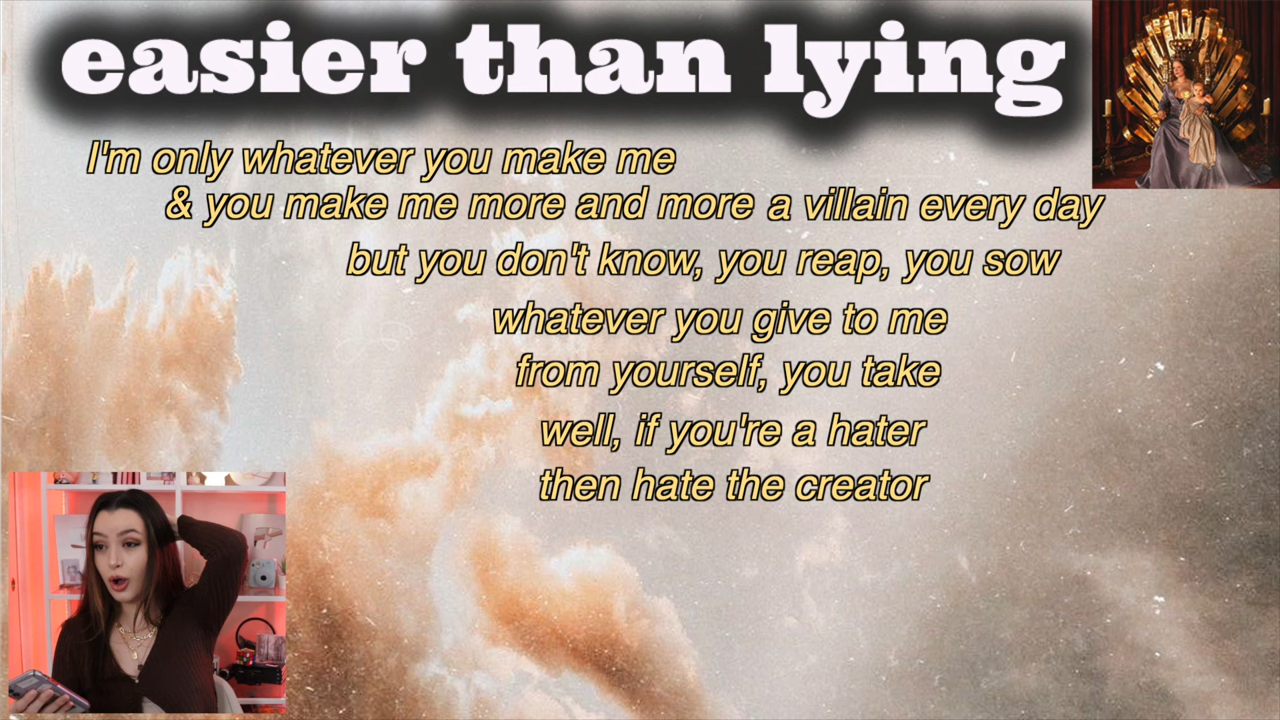 easier than lying
I'm only whatever you make me
& you make me more and more a villain every day
but you don't know, you reap, you sow
whatever you give to me
from yourself, you take
well, if you're a hater
then hate the creator